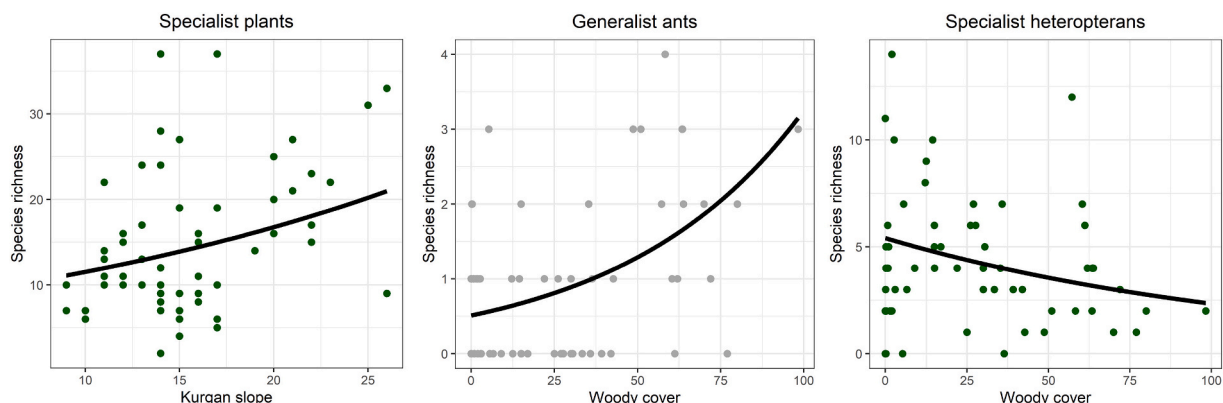 Specialist plants
Species richness
30
20
10
10
15
20
25
Kurgan slope
Generalist ants
Species richness
4
3
2
1
0
0
25
50
75
100
Woody cover
Specialist heteropterans
Species richness
10
5
0
0
25
50
75
100
Woody cover